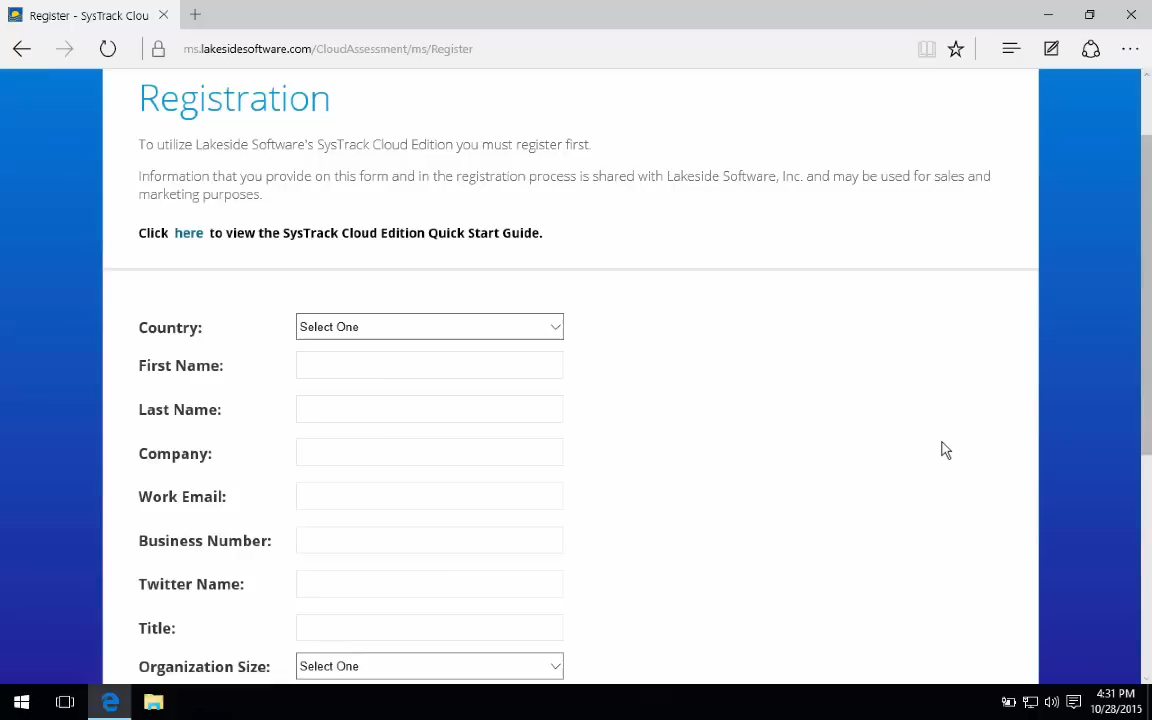 Register - SysTrack Clou
ms.lakesidesoftware.com/CloudAssessment/ms/Register
Registration
To utilize Lakeside Software's SysTrack Cloud Edition you must register first.
Information that you provide on this form and in the registration process is shared with Lakeside Software, Inc. and may be used for sales and
marketing purposes.
Click here to view the SysTrack Cloud Edition Quick Start Guide.
Country: Select One
First Name:
Last Name:
Company:
Work Email:
Business Number:
Twitter Name:
Title:
Organization Size: Select One
4:31 PM
10/28/2015